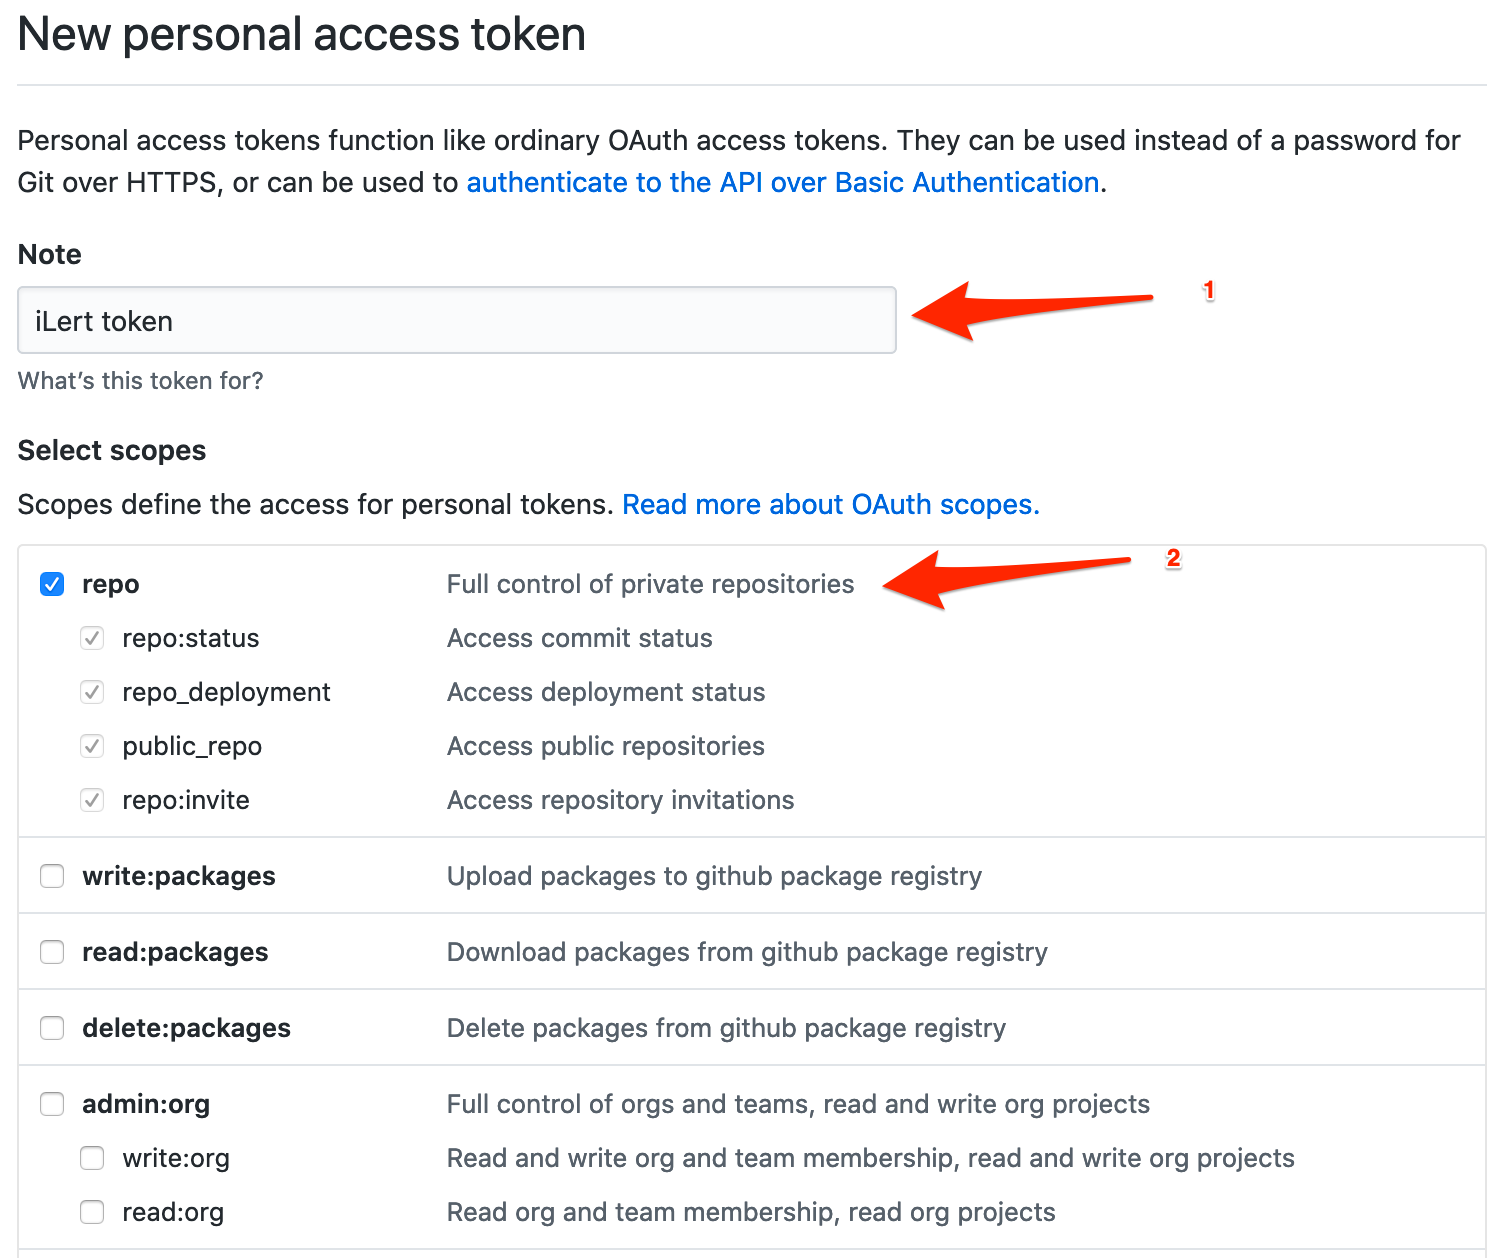 New personal access token
Personal access tokens function like ordinary OAuth access tokens. They can be used instead of a password for
Git over HTTPS, or can be used to authenticate to the API over Basic Authentication.
Note
iLert token
1
What’s this token for?
Select scopes
Scopes define the access for personal tokens. Read more about OAuth scopes.
repo Full control of private repositories
2
repo:status Access commit status
repo_deployment Access deployment status
public_repo Access public repositories
repo:invite Access repository invitations
write:packages Upload packages to github package registry
read:packages Download packages from github package registry
delete:packages Delete packages from github package registry
admin:org Full control of orgs and teams, read and write org projects
write:org Read and write org and team membership, read and write org projects
read:org Read org and team membership, read org projects